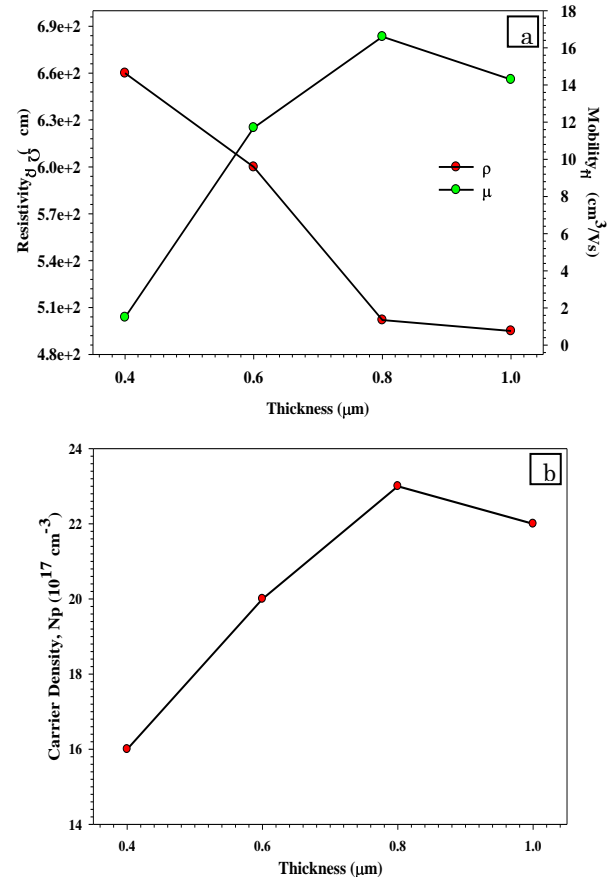 a
6.9e+2
6.6e+2
6.3e+2
6.0e+2
5.7e+2
5.4e+2
5.1e+2
4.8e+2
Resistivity ( cm)
18
16
14
12
10
8
6
4
2
0
Mobility (cm³/Vs)
ρ
μ
0.4 0.6 0.8 1.0
Thickness (μm)
b
24
22
20
18
16
14
Carrier Density, Np (10¹⁷ cm⁻³)
0.4 0.6 0.8 1.0
Thickness (μm)